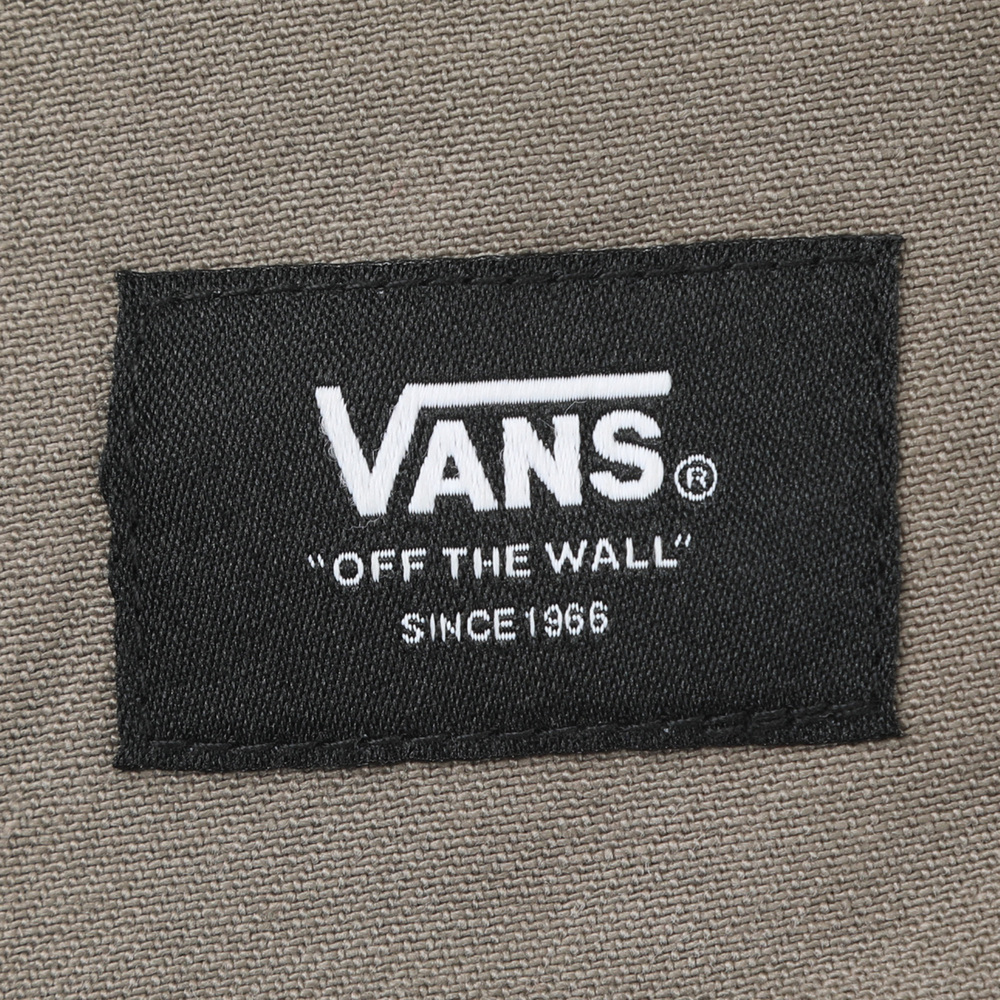 VANS®
“OFF THE WALL“
SINCE 1966